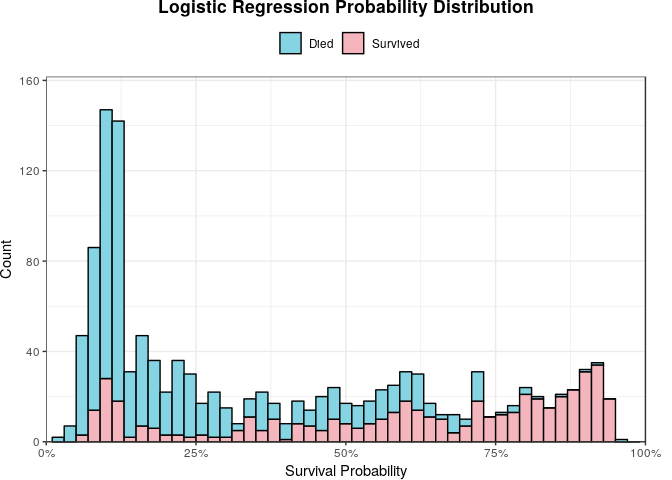 Logistic Regression Probability Distribution
Died Survived
160
120
80
40
0
Count
0% 25% 50% 75% 100%
Survival Probability